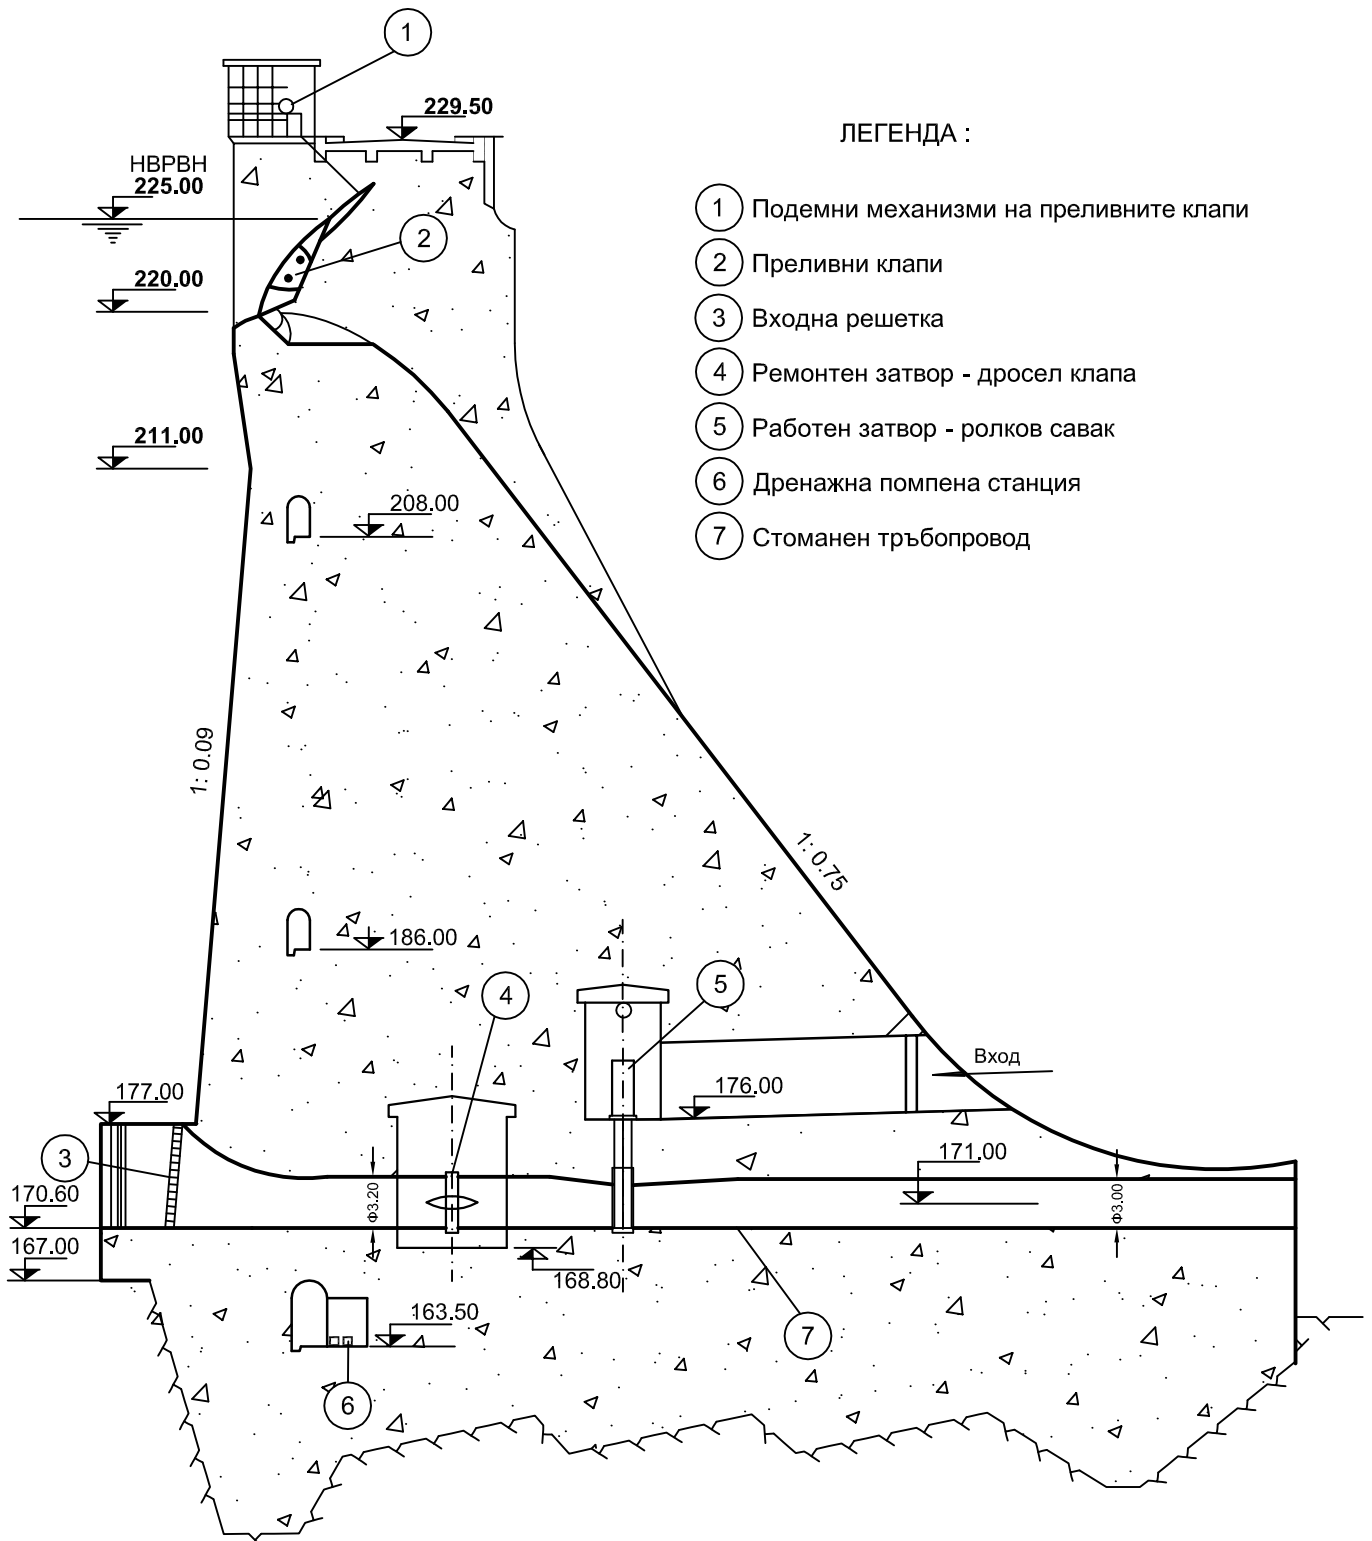 1
229.50
ЛЕГЕНДА :
НВРВН
225.00
1 Подемни механизми на преливните клапи
2
2 Преливни клапи
220.00
3 Входна решетка
4 Ремонтен затвор - дросел клапа
211.00
5 Работен затвор - ролков савак
6 Дренажна помпена станция
208.00
7 Стоманен тръбопровод
1: 0.09
1: 0.75
186.00
5
4
Вход
177.00
176.00
3
171.00
170.60
Ф3.20
Ф3.00
167.00
168.80
163.50
7
6